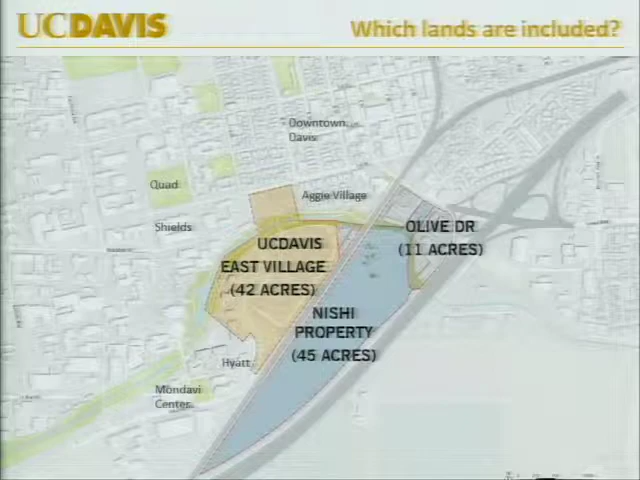 UCDAVIS
Which lands are included?
Downtown
Davis
Quad
Aggie Village
Shields
OLIVE DR
(11 ACRES)
UCDAVIS
EAST VILLAGE
(42 ACRES)
NISHI
PROPERTY
(45 ACRES)
Hyatt
Mondavi
Center